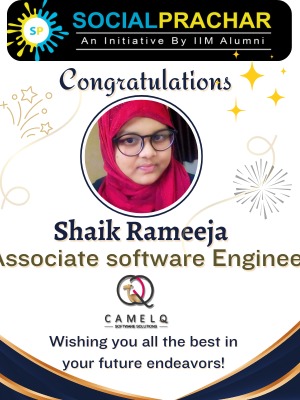 SP
SOCIALPRACHAR
An Initiative By IIM Alumni
Congratulations
Shaik Rameeja
Associate software Enginee
CAMELQ
SOFTWARE SOLUTIONS
Wishing you all the best in
your future endeavors!